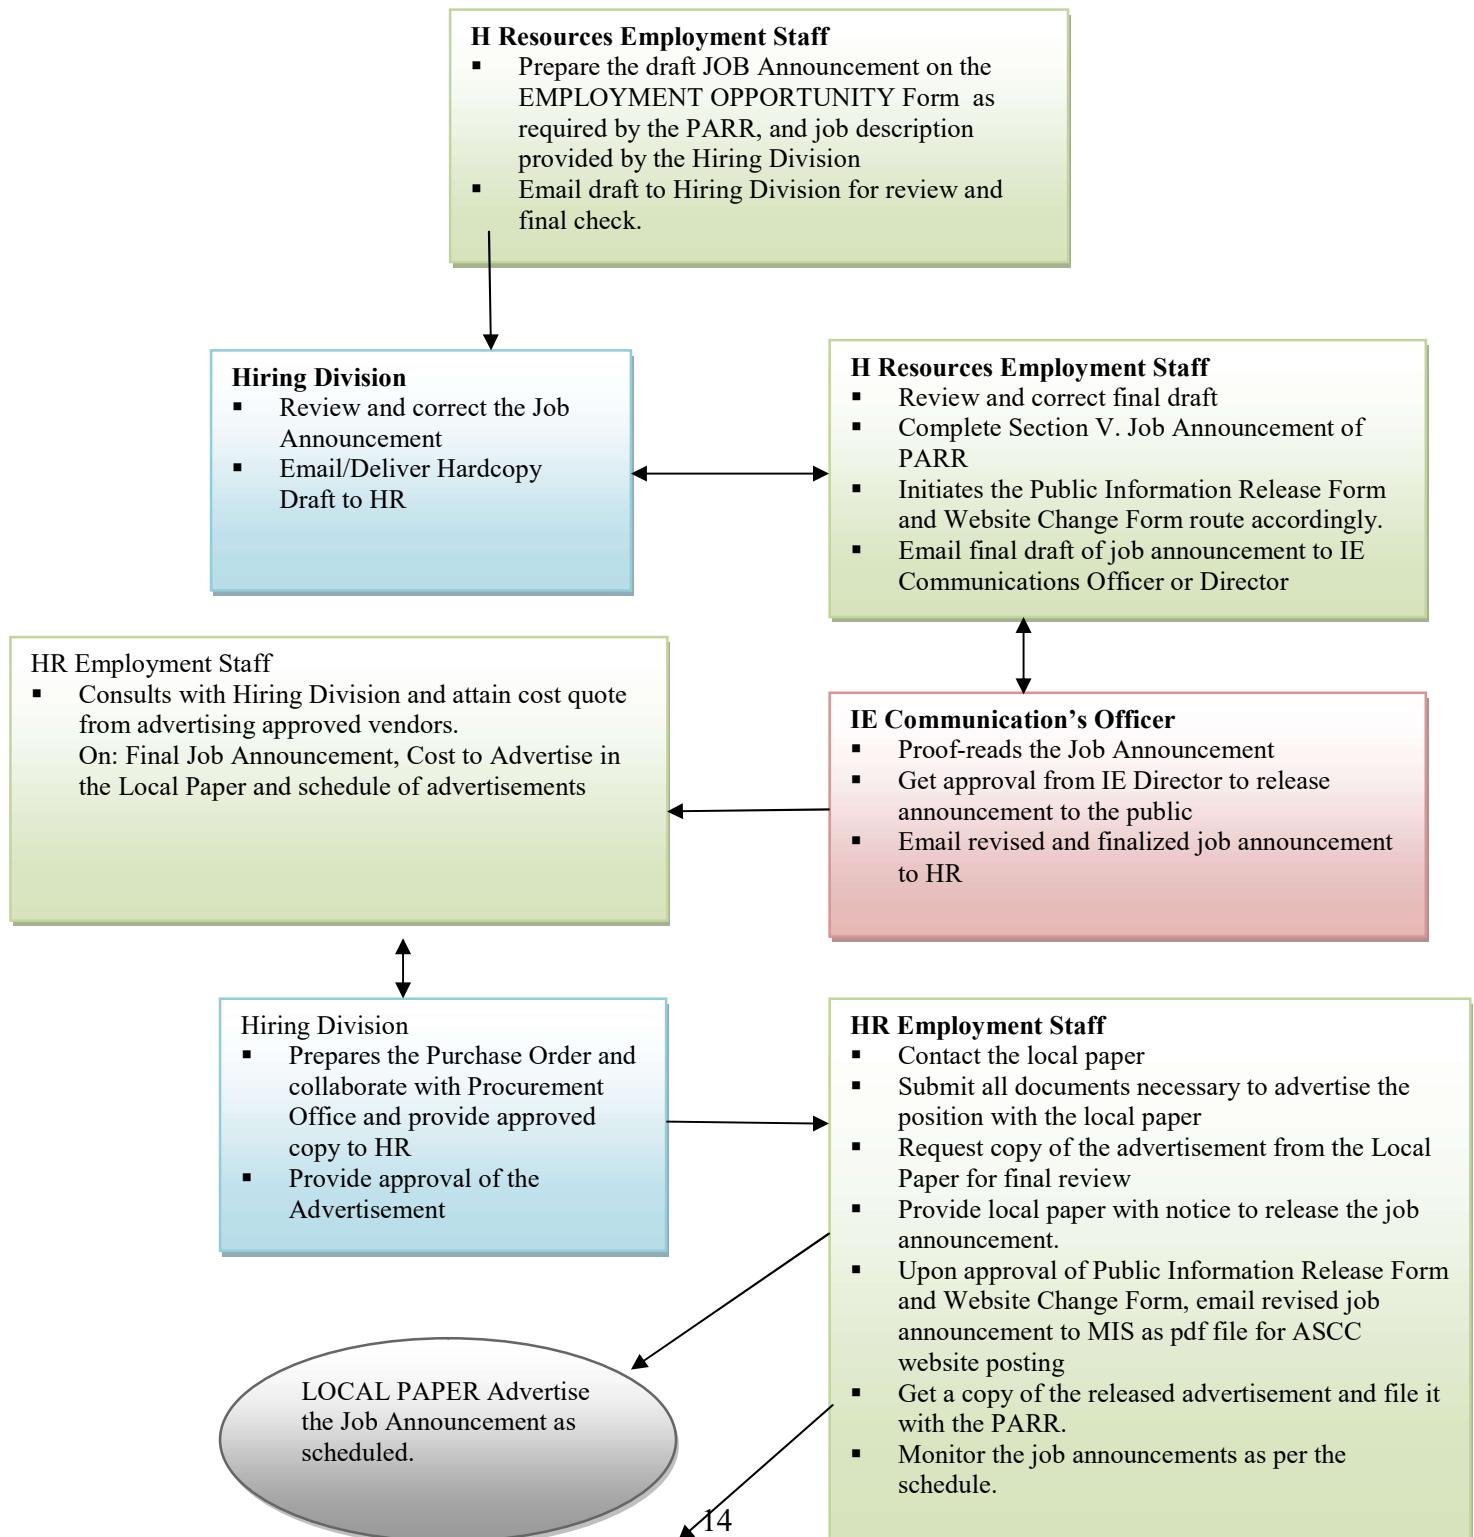 H Resources Employment Staff
▪ Prepare the draft JOB Announcement on the
EMPLOYMENT OPPORTUNITY Form as
required by the PARR, and job description
provided by the Hiring Division
▪ Email draft to Hiring Division for review and
final check.
Hiring Division
▪ Review and correct the Job
Announcement
▪ Email/Deliver Hardcopy
Draft to HR
H Resources Employment Staff
▪ Review and correct final draft
▪ Complete Section V. Job Announcement of
PARR
▪ Initiates the Public Information Release Form
and Website Change Form route accordingly.
▪ Email final draft of job announcement to IE
Communications Officer or Director
HR Employment Staff
▪ Consults with Hiring Division and attain cost quote
from advertising approved vendors.
On: Final Job Announcement, Cost to Advertise in
the Local Paper and schedule of advertisements
IE Communication’s Officer
▪ Proof-reads the Job Announcement
▪ Get approval from IE Director to release
announcement to the public
▪ Email revised and finalized job announcement
to HR
Hiring Division
▪ Prepares the Purchase Order and
collaborate with Procurement
Office and provide approved
copy to HR
▪ Provide approval of the
Advertisement
HR Employment Staff
▪ Contact the local paper
▪ Submit all documents necessary to advertise the
position with the local paper
▪ Request copy of the advertisement from the Local
Paper for final review
▪ Provide local paper with notice to release the job
announcement.
▪ Upon approval of Public Information Release Form
and Website Change Form, email revised job
announcement to MIS as pdf file for ASCC
website posting
▪ Get a copy of the released advertisement and file it
with the PARR.
▪ Monitor the job announcements as per the
schedule.
LOCAL PAPER Advertise
the Job Announcement as
scheduled.
14